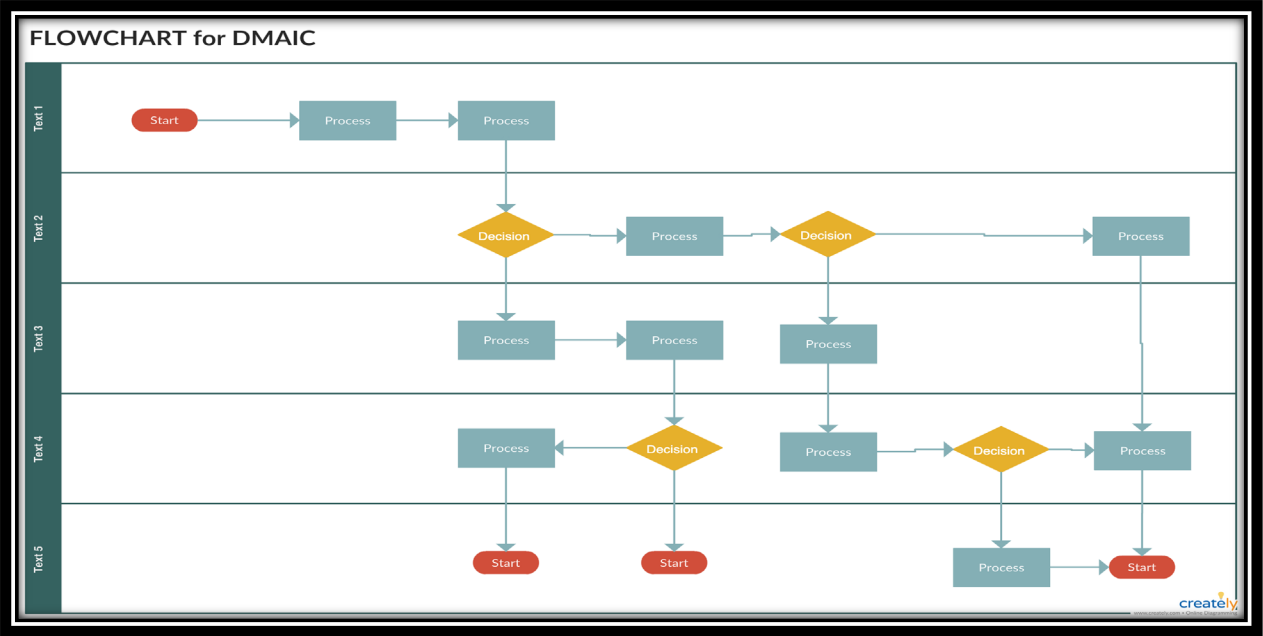 FLOWCHART for DMAIC
Text 1
Start
Process
Process
Text 2
Decision
Process
Decision
Process
Text 3
Process
Process
Process
Text 4
Process
Decision
Process
Decision
Process
Text 5
Start
Start
Process
Start
creately